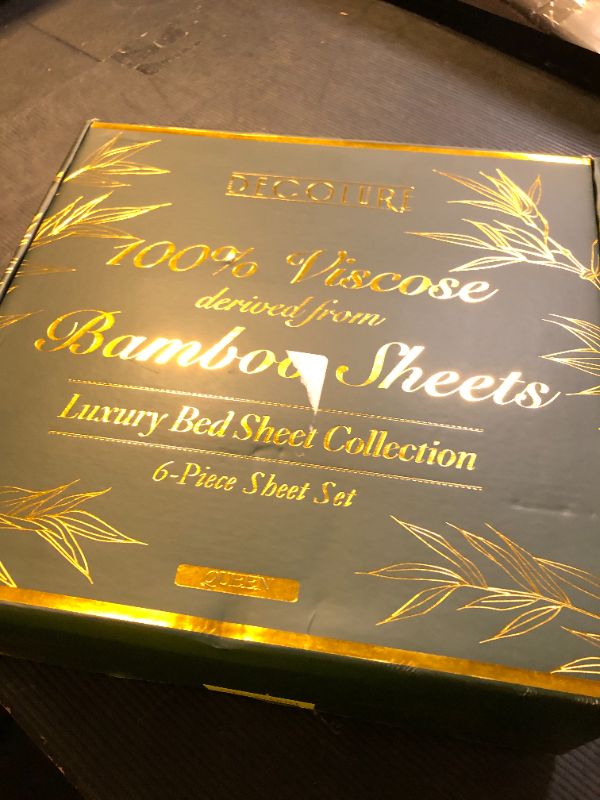 DECOLURE
100% Viscose
derived from
Bamboo Sheets
Luxury Bed Sheet Collection
6-Piece Sheet Set
QUEEN